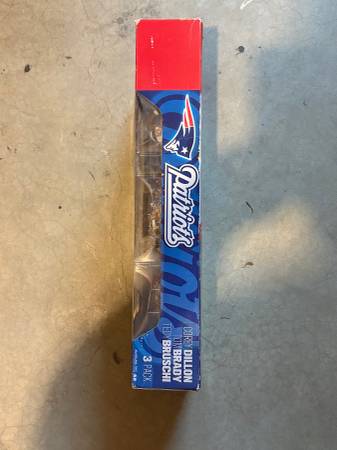 Patriots
COREY DILLON
TOM BRADY
TEDY BRUSCHI
3 PACK